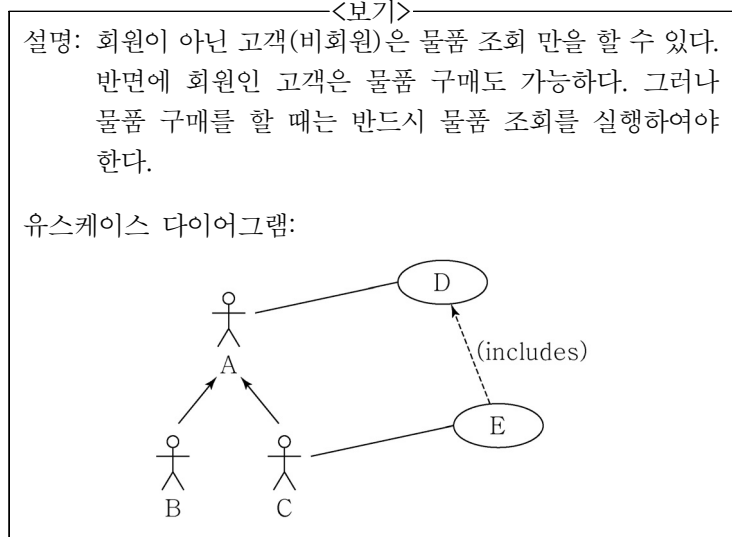 <보기>
설명: 회원이 아닌 고객(비회원)은 물품 조회 만을 할 수 있다.
반면에 회원인 고객은 물품 구매도 가능하다. 그러나
물품 구매를 할 때는 반드시 물품 조회를 실행하여야
한다.
유스케이스 다이어그램:
D
A
(includes)
E
B
C